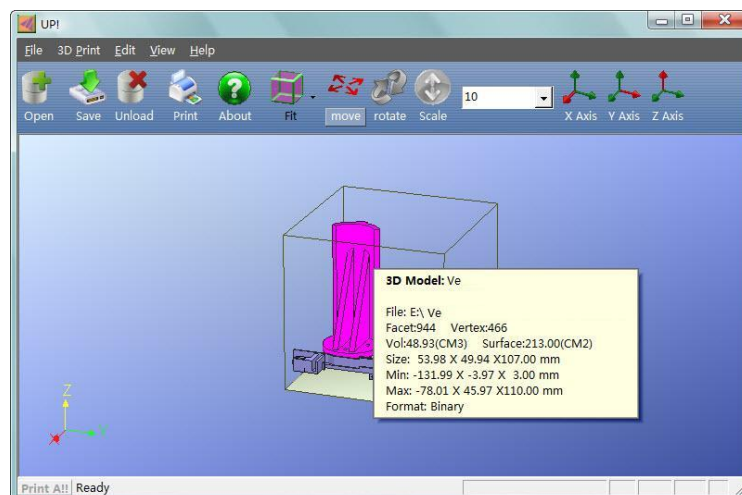 UP!
File 3D Print Edit View Help
10
Open Save Unload Print About Fit move rotate Scale X Axis Y Axis Z Axis
3D Model: Ve
File: E:\ Ve
Facet:944 Vertex:466
Vol:48.93(CM3) Surface:213.00(CM2)
Size: 53.98 X 49.94 X107.00 mm
Min: -131.99 X -3.97 X 3.00 mm
Max: -78.01 X 45.97 X110.00 mm
Format: Binary
Z
X Y
Print A!! Ready